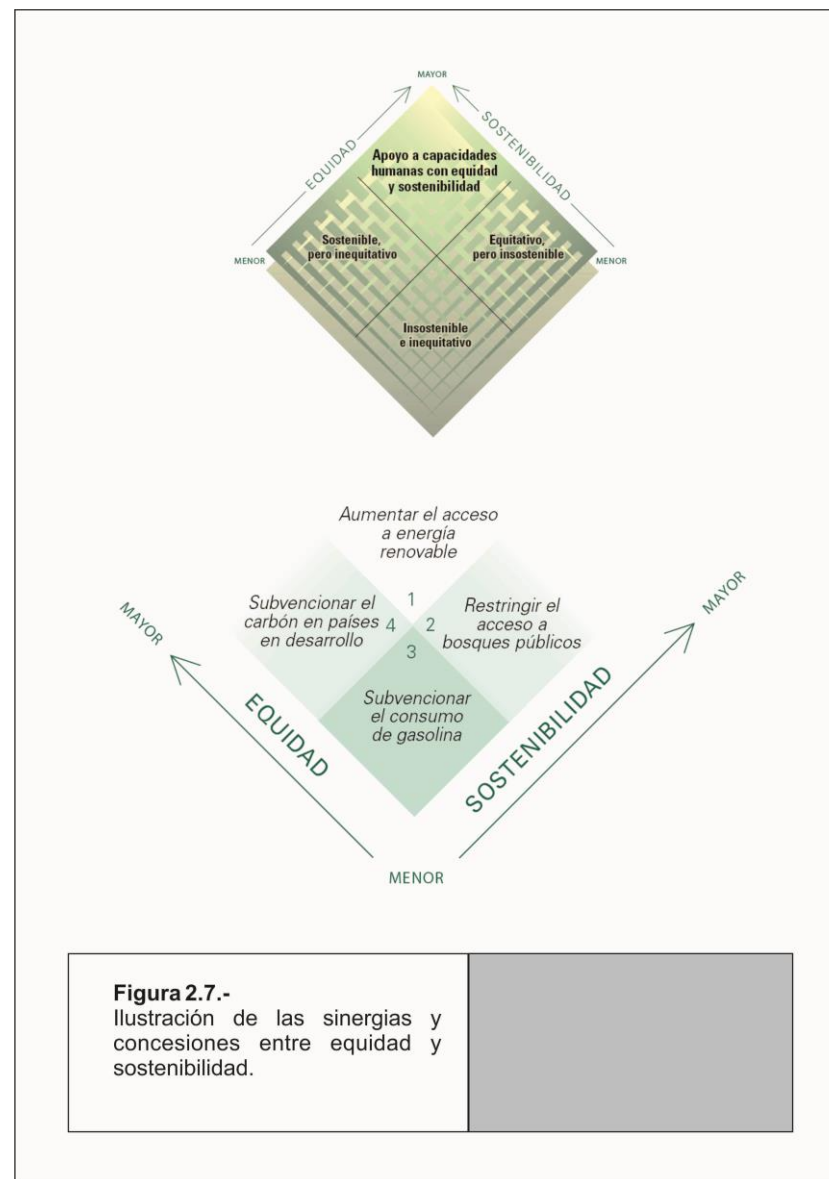 MAYOR
EQUIDAD
SOSTENIBILIDAD
Apoyo a capacidades
humanas con equidad
y sostenibilidad
Sostenible,
pero inequitativo
Equitativo,
pero insostenible
MENOR
MENOR
Insostenible
e inequitativo
Aumentar el acceso
a energía
renovable
MAYOR
MAYOR
Subvencionar el
carbón en países
en desarrollo
1
4
2
3
Restringir el
acceso a
bosques públicos
Subvencionar
el consumo
de gasolina
EQUIDAD
SOSTENIBILIDAD
MENOR
Figura 2.7.-
Ilustración de las sinergias y
concesiones entre equidad y
sostenibilidad.